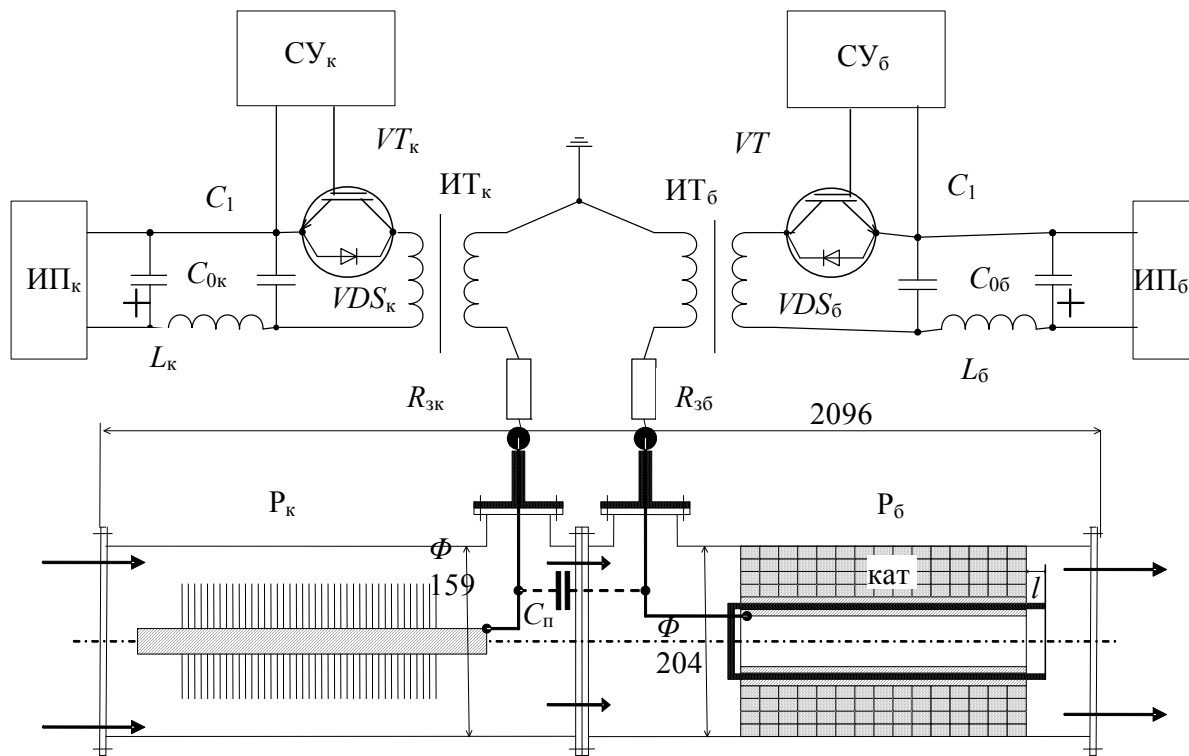 СУк
СУб
VTк
VT
ИТк
ИТб
C1
C1
ИПк
C0к
C0б
ИПб
VDSк
VDSб
Lк
Lб
Rзк
Rзб
2096
Рк
Рб
Ф
159
кат
l
Cп
Ф
204